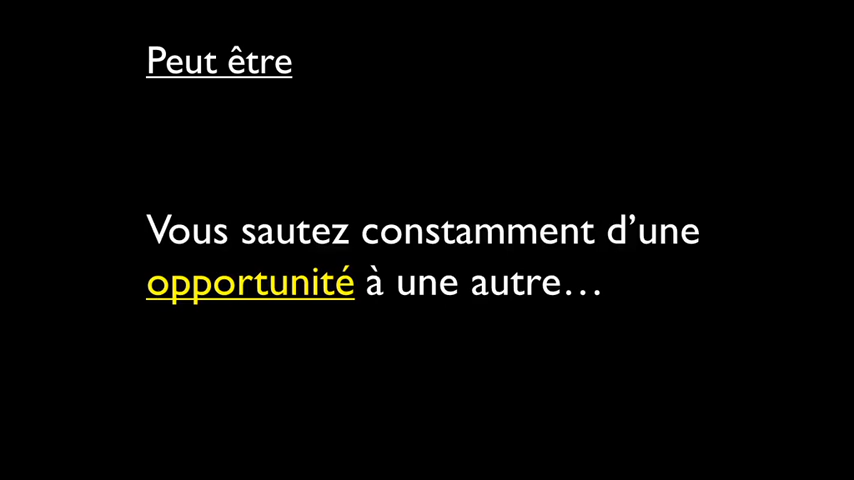 Peut être
Vous sautez constamment d’une
opportunité à une autre…